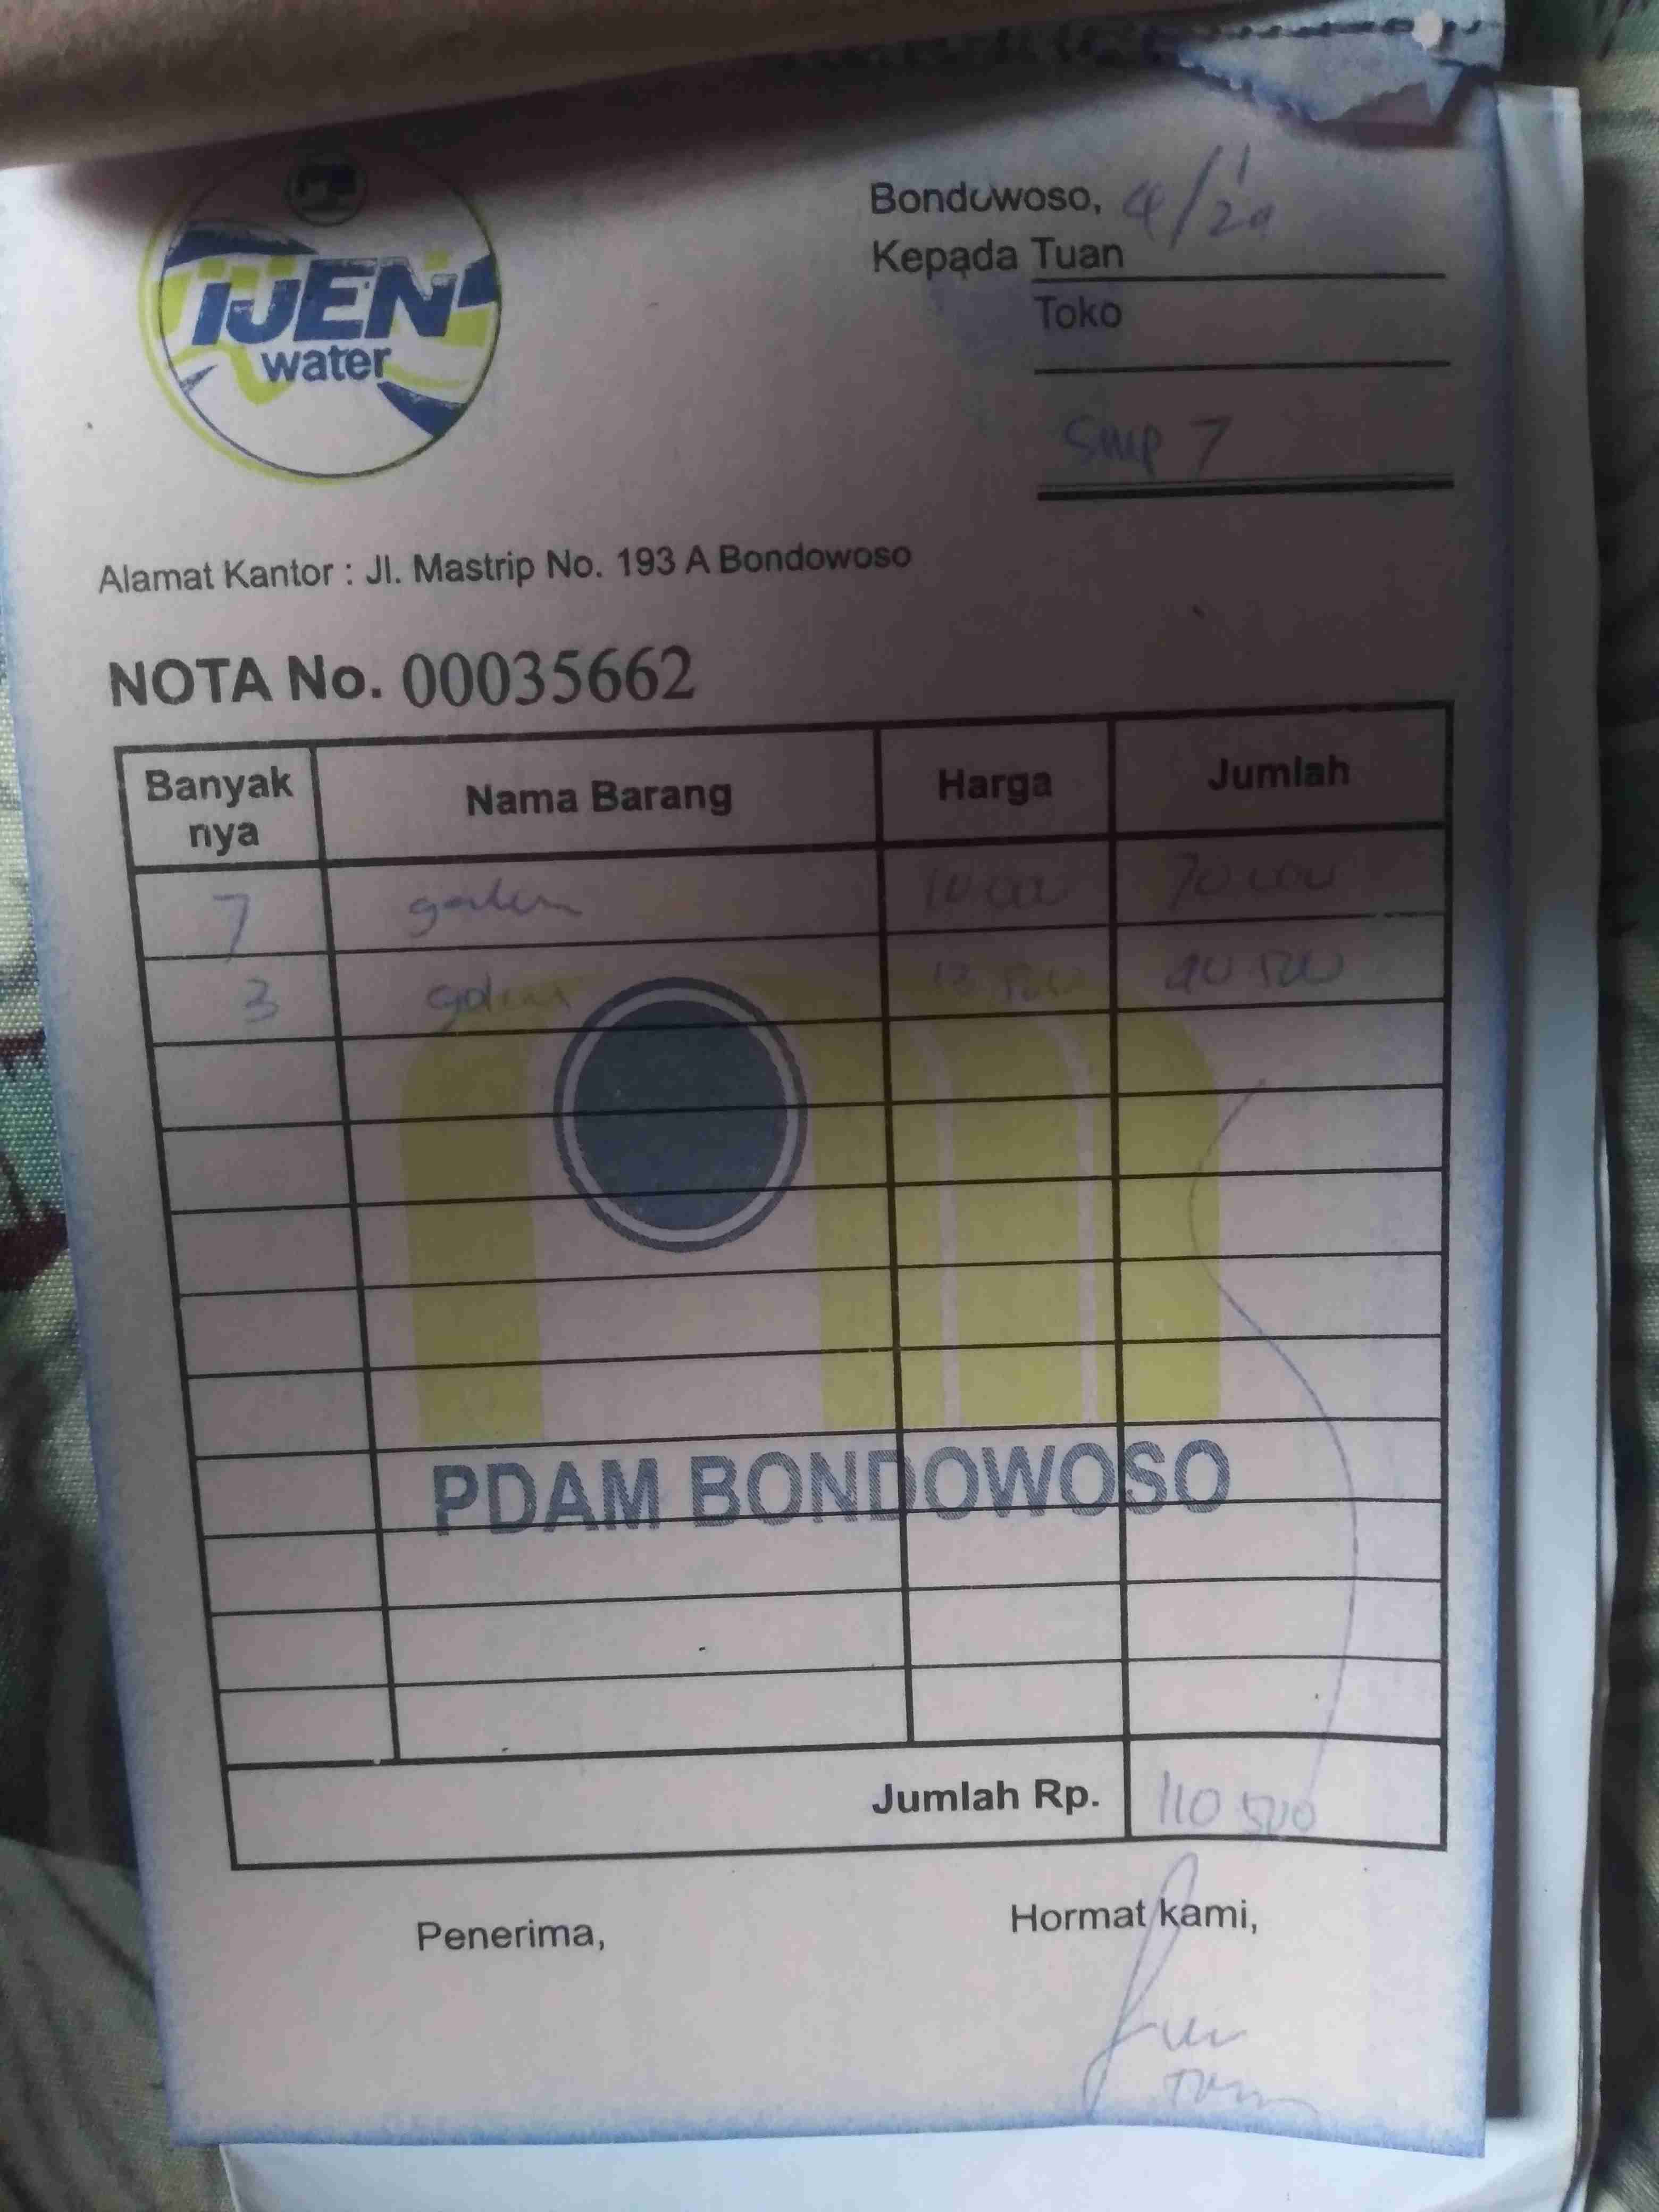 IJEN
water
Bondowoso, 4/1/20
Kepada Tuan
Toko
SMP 7
Alamat Kantor : Jl. Mastrip No. 193 A Bondowoso
NOTA No. 00035662
Banyak nya Nama Barang Harga Jumlah
7 galon 10.000 70.000
3 galon 13.500 40.500
PDAM BONDOWOSO
Jumlah Rp. 110.500
Penerima, Hormat kami,